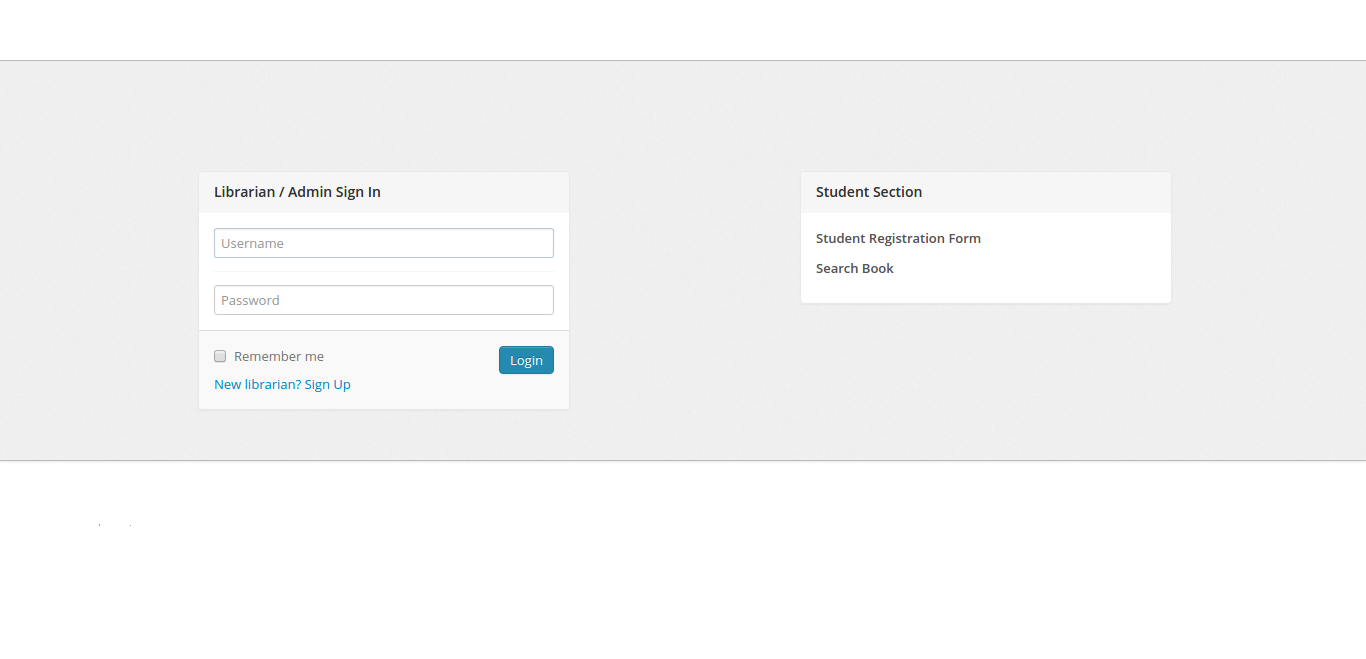 Librarian / Admin Sign In
Username
Password
Remember me
Login
New librarian? Sign Up
Student Section
Student Registration Form
Search Book